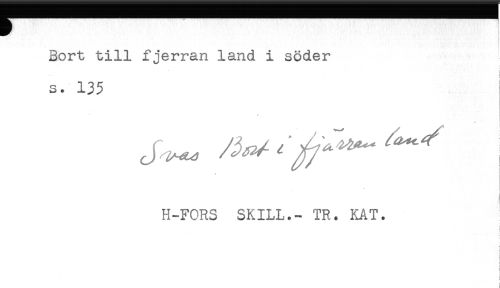 Bort till fjerran land i söder
s. 135
Svas Bort i fjärran land
H-FORS SKILL.- TR. KAT.